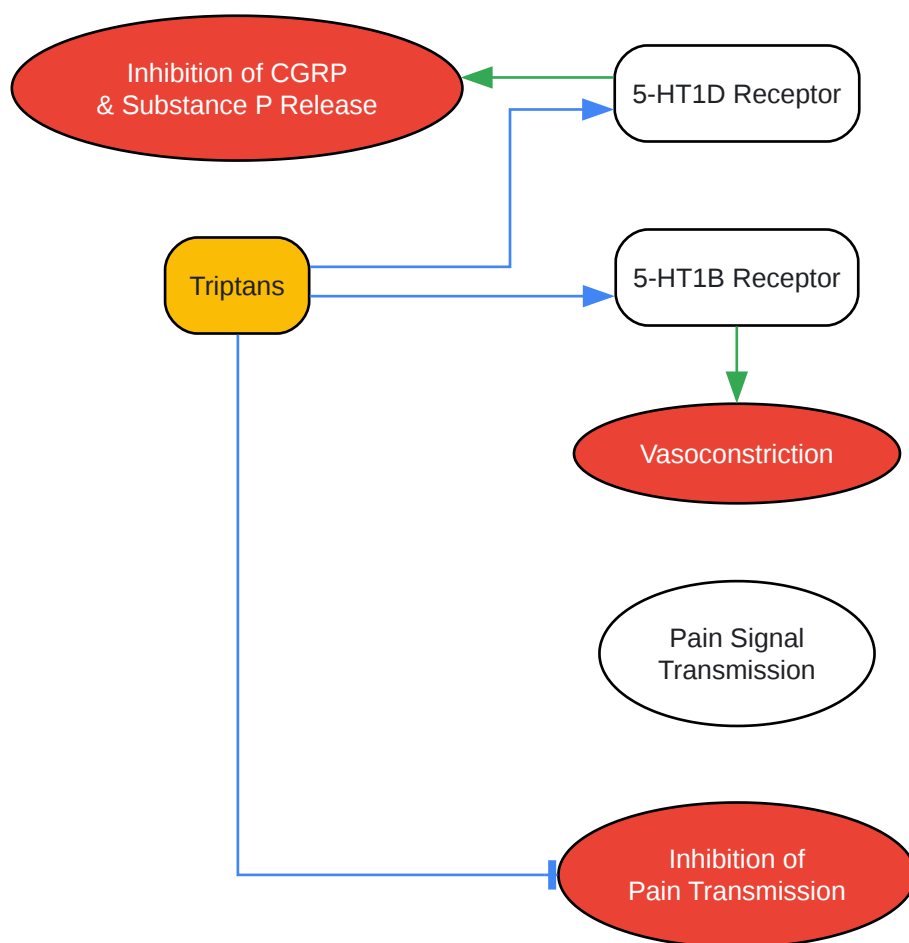 Inhibition of CGRP
& Substance P Release
5-HT1D Receptor
Triptans
5-HT1B Receptor
Vasoconstriction
Pain Signal
Transmission
Inhibition of
Pain Transmission